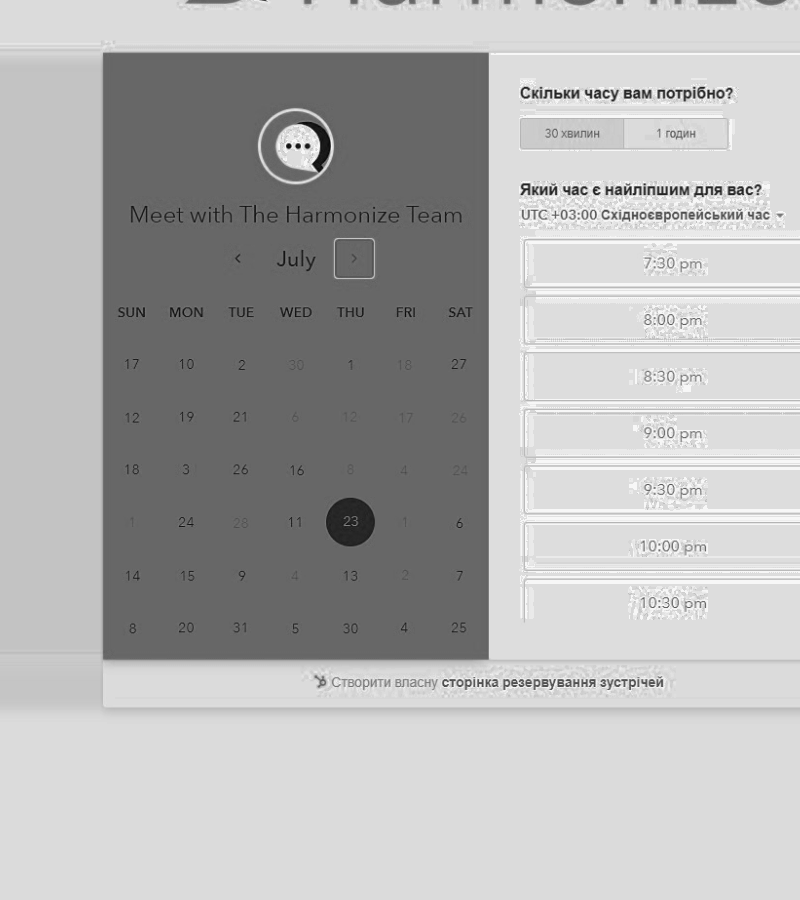 Meet with The Harmonize Team
July
SUN MON TUE WED THU FRI SAT
17 10 2 30 1 18 27
12 19 21 6 12 17 26
18 3 26 16 8 4 24
1 24 28 11 23 1 6
14 15 9 4 13 2 7
8 20 31 5 30 4 25
Скільки часу вам потрібно?
30 хвилин 1 годин
Який час є найліпшим для вас?
UTC +03:00 Східноєвропейський час
7:30 pm
8:00 pm
8:30 pm
9:00 pm
9:30 pm
10:00 pm
10:30 pm
Створити власну сторінка резервування зустрічей